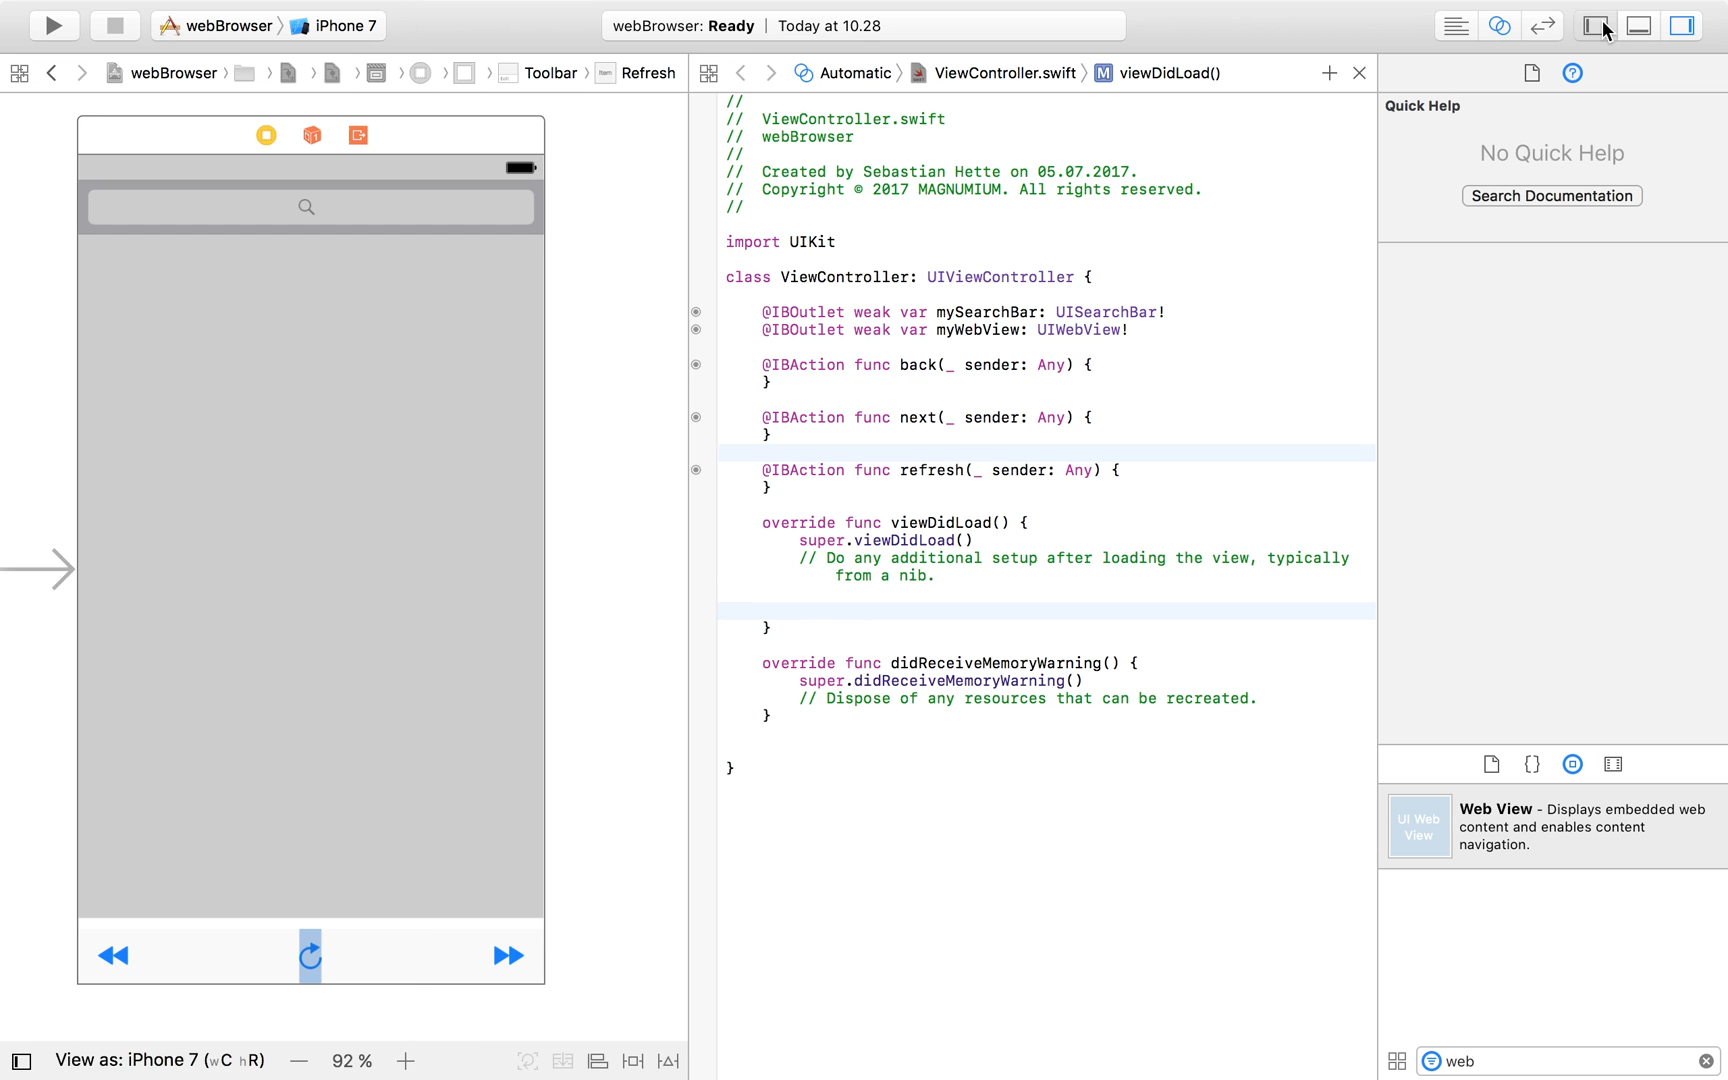 webBrowser iPhone 7
webBrowser: Ready | Today at 10.28
webBrowser Toolbar Item Refresh
Automatic ViewController.swift M viewDidLoad()
//
// ViewController.swift
// webBrowser
//
// Created by Sebastian Hette on 05.07.2017.
// Copyright © 2017 MAGNUMIUM. All rights reserved.
//
import UIKit
class ViewController: UIViewController {
@IBOutlet weak var mySearchBar: UISearchBar!
@IBOutlet weak var myWebView: UIWebView!
@IBAction func back(_ sender: Any) {
}
@IBAction func next(_ sender: Any) {
}
@IBAction func refresh(_ sender: Any) {
}
override func viewDidLoad() {
super.viewDidLoad()
// Do any additional setup after loading the view, typically
from a nib.
}
override func didReceiveMemoryWarning() {
super.didReceiveMemoryWarning()
// Dispose of any resources that can be recreated.
}
}
Quick Help
No Quick Help
Search Documentation
{}
UI Web
View
Web View - Displays embedded web
content and enables content
navigation.
View as: iPhone 7 (wC hR)
92 %
web